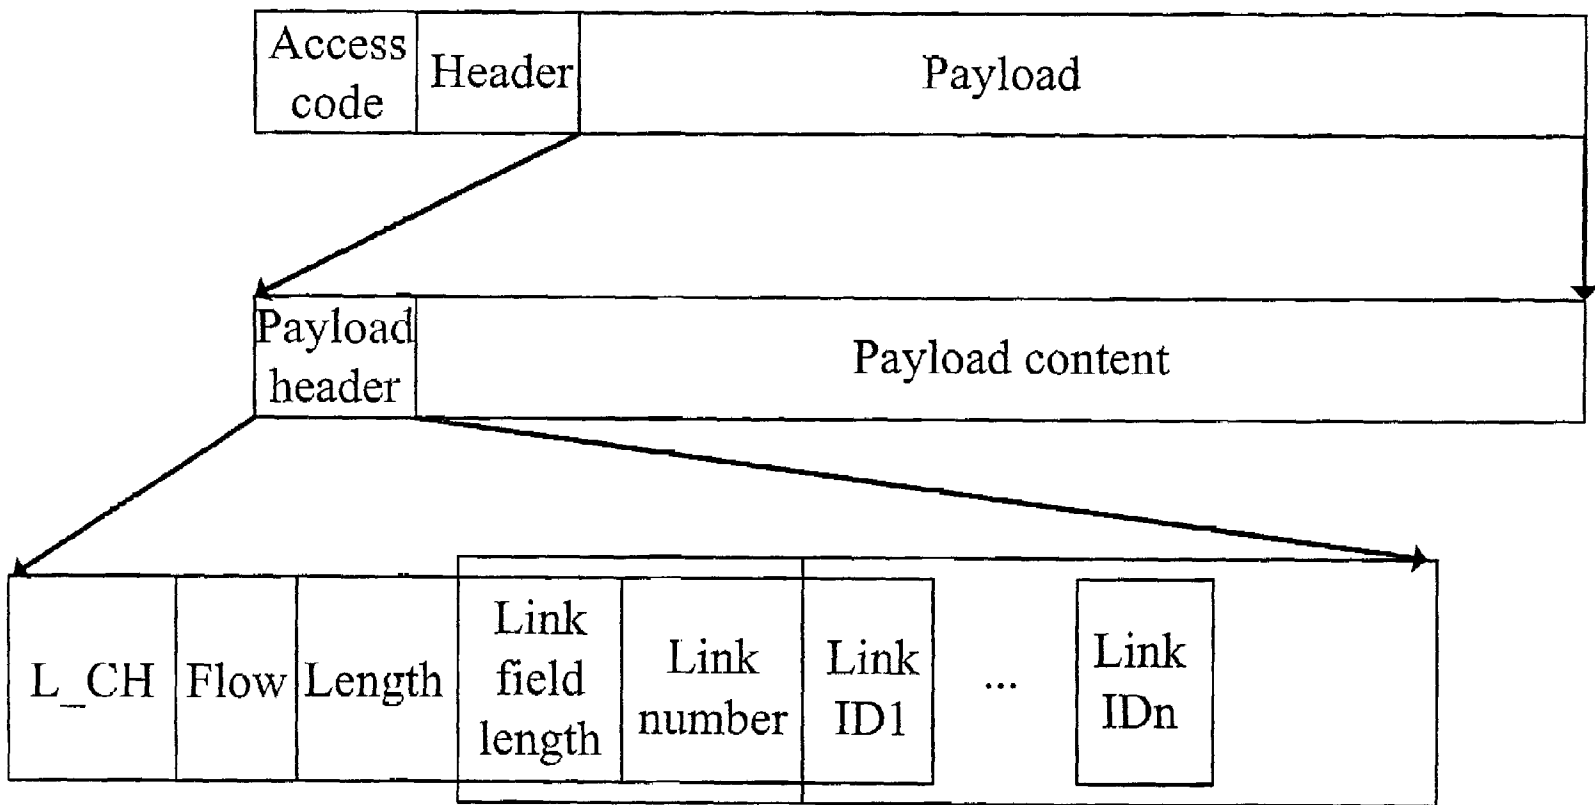 Access
code
Header
Payload
Payload
header
Payload content
L_CH
Flow
Length
Link
field
length
Link
number
Link
ID1
...
Link
IDn